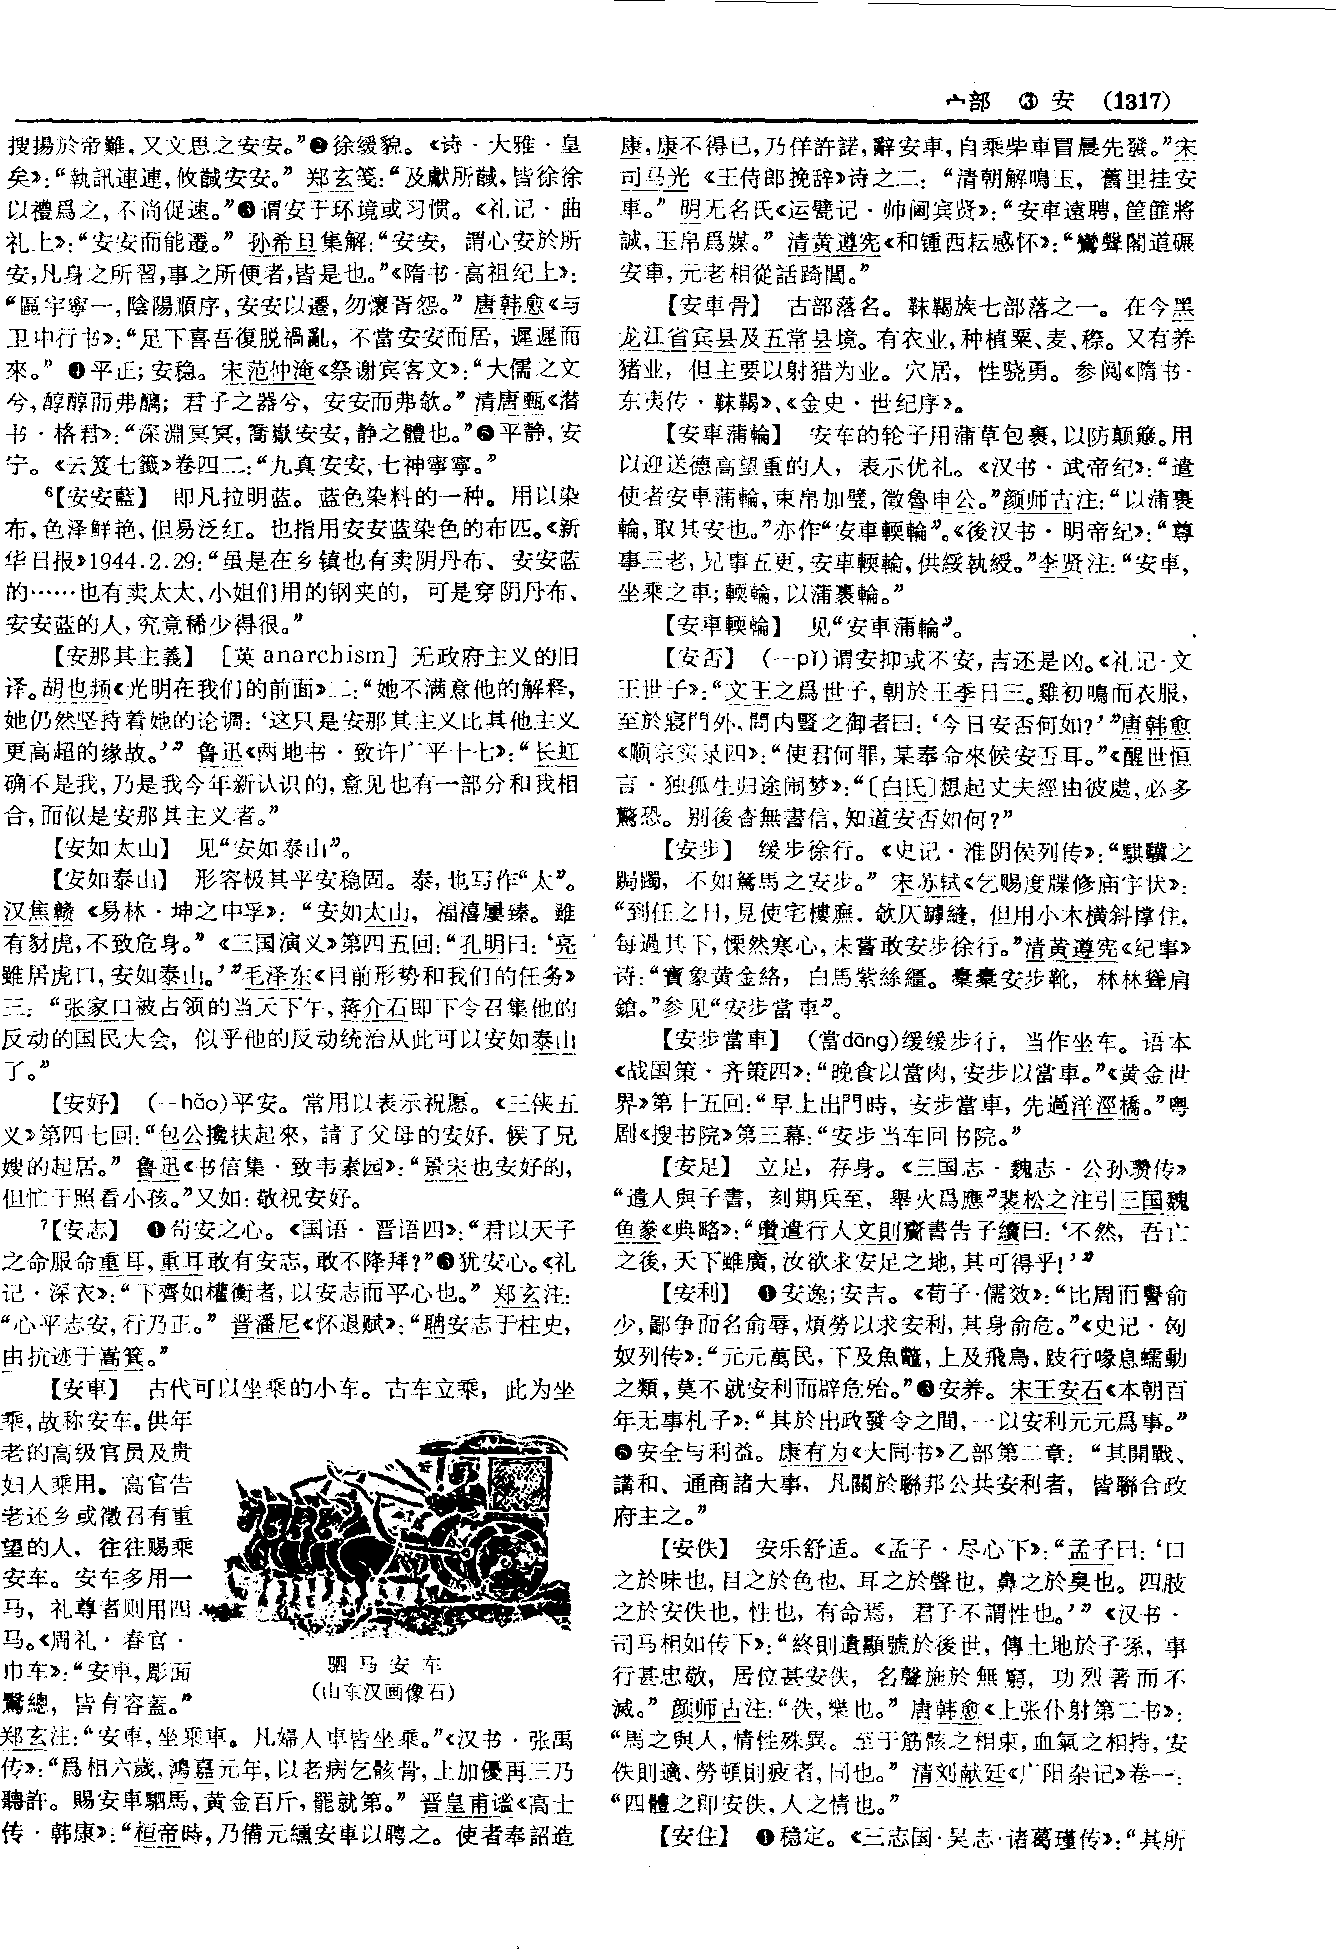 宀部 ③ 安 (1317)
搜揚於帝難,又文思之安安。”❷徐缓貌。《诗·大雅·皇
矣》:“執訊連連,攸馘安安。” 郑玄笺:“及獻所馘,皆徐徐
以禮爲之,不尚促速。”❸谓安于环境或习惯。《礼记·曲
礼上》:“安安而能遷。” 孙希旦集解:“安安, 謂心安於所
安,凡身之所習,事之所便者,皆是也。”《隋书·高祖纪上》:
“區宇寧一,陰陽順序,安安以遷,勿懷胥怨。” 唐韩愈《与
卫中行书》:“足下喜吾復脱禍亂, 不當安安而居, 遲遲而
來。” ❹平正; 安稳。宋范仲淹《祭谢宾客文》:“大儒之文
兮,醇醇而弗醨; 君子之器兮, 安安而弗欹。” 清唐甄《潜
书·格君》:“深淵冥冥,喬嶽安安,静之體也。”❺平静,安
宁。《云笈七籤》卷四二:“九真安安,七神寧寧。”
⁶【安安藍】 即凡拉明蓝。蓝色染料的一种。用以染
布,色泽鲜艳,但易泛红。也指用安安蓝染色的布匹。《新
华日报》1944.2.29:“虽是在乡镇也有卖阴丹布、安安蓝
的……也有卖太太、小姐们用的钢夹的, 可是穿阴丹布、
安安蓝的人,究竟稀少得很。”
【安那其主義】 [英 anarchism] 无政府主义的旧
译。胡也频《光明在我们的前面》二:“她不满意他的解释,
她仍然坚持着她的论调: ‘这只是安那其主义比其他主义
更高超的缘故。’” 鲁迅《两地书·致许广平十七》:“长虹
确不是我,乃是我今年新认识的,意见也有一部分和我相
合,而似是安那其主义者。”
【安如太山】 见“安如泰山”。
【安如泰山】 形容极其平安稳固。泰,也写作“太”。
汉焦赣《易林·坤之中孚》: “安如太山, 福禧屢臻。雖
有豺虎,不致危身。” 《三国演义》第四五回:“孔明曰: ‘亮
雖居虎口,安如泰山。’”毛泽东《目前形势和我们的任务》
三: “张家口被占领的当天下午,蒋介石即下令召集他的
反动的国民大会, 似乎他的反动统治从此可以安如泰山
了。”
【安好】 (--hǎo)平安。常用以表示祝愿。《三侠五
义》第四七回:“包公攙扶起來, 請了父母的安好, 候了兄
嫂的起居。” 鲁迅《书信集·致韦素园》:“景宋也安好的,
但忙于照看小孩。”又如:敬祝安好。
⁷【安志】 ❶苟安之心。《国语·晋语四》:“君以天子
之命服命重耳,重耳敢有安志,敢不降拜?”❷犹安心。《礼
记·深衣》:“下齊如權衡者,以安志而平心也。” 郑玄注:
“心平志安,行乃正。” 晋潘尼《怀退赋》:“聃安志于柱史,
由抗迹于嵩箕。”
【安車】 古代可以坐乘的小车。古车立乘, 此为坐
乘,故称安车。供年
老的高级官员及贵
妇人乘用。高官告
老还乡或徵召有重
望的人, 往往赐乘
安车。安车多用一
马, 礼尊者则用四
马。《周礼·春官·
巾车》:“安車,彫面
鷖總, 皆有容蓋。”
驷马安车
(山东汉画像石)
郑玄注:“安車,坐乘車。凡婦人車皆坐乘。”《汉书·张禹
传》:“爲相六歲,鴻嘉元年,以老病乞骸骨,上加優再三乃
聽許。賜安車駟馬,黄金百斤,罷就第。” 晋皇甫谧《高士
传·韩康》:“桓帝時,乃備元纁安車以聘之。使者奉詔造
康,康不得已,乃佯許諾,辭安車,自乘柴車冒晨先發。”宋
司马光《王侍郎挽辞》诗之二: “清朝解鳴玉, 舊里挂安
車。” 明无名氏《运甓记·帅阃宾贤》:“安車遠聘,筐篚將
誠,玉帛爲媒。” 清黄遵宪《和锺西耘感怀》:“鸞聲閣道碾
安車,元老相從話踦閭。”
【安車骨】 古部落名。靺鞨族七部落之一。在今黑
龙江省宾县及五常县境。有农业,种植粟、麦、穄。又有养
猪业, 但主要以射猎为业。穴居, 性骁勇。参阅《隋书·
东夷传·靺鞨》、《金史·世纪序》。
【安車蒲輪】 安车的轮子用蒲草包裹,以防颠簸。用
以迎送德高望重的人, 表示优礼。《汉书·武帝纪》:“遣
使者安車蒲輪,束帛加璧,徵魯申公。”颜师古注:“以蒲裹
輪,取其安也。”亦作“安車輭輪”。《後汉书·明帝纪》:“尊
事三老,兄事五更,安車輭輪,供綏執綬。”李贤注:“安車,
坐乘之車;輭輪,以蒲裹輪。”
【安車輭輪】 见“安車蒲輪”。
【安否】 (--pǐ)谓安抑或不安,吉还是凶。《礼记·文
王世子》:“文王之爲世子,朝於王季日三。雞初鳴而衣服,
至於寢門外,問内豎之御者曰: ‘今日安否何如?’”唐韩愈
《顺宗实录四》:“使君何罪,某奉命來候安否耳。”《醒世恒
言·独孤生归途闹梦》:“〔白氏〕想起丈夫經由彼處,必多
驚恐。别後杳無書信,知道安否如何?”
【安步】 缓步徐行。《史记·淮阴侯列传》:“騏驥之
跼躅, 不如駑馬之安步。” 宋苏轼《乞赐度牒修庙宇状》:
“到任之日,見使宅樓廡, 欹仄罅縫, 但用小木橫斜撐住,
每過其下,慄然寒心,未嘗敢安步徐行。”清黄遵宪《纪事》
诗:“寶象黄金絡, 白馬紫絲繮。橐橐安步靴, 林林聳肩
鎗。”参见“安步當車”。
【安步當車】 (當dāng)缓缓步行, 当作坐车。语本
《战国策·齐策四》:“晚食以當肉,安步以當車。”《黄金世
界》第十五回:“早上出門時, 安步當車, 先過洋涇橋。”粤
剧《搜书院》第三幕:“安步当车回书院。”
【安足】 立足, 存身。《三国志·魏志·公孙瓒传》
“遣人與子書, 刻期兵至, 舉火爲應”裴松之注引三国魏
鱼豢《典略》:“瓚遣行人文則齎書告子續曰: ‘不然, 吾亡
之後,天下雖廣,汝欲求安足之地,其可得乎!’”
【安利】 ❶安逸;安吉。《荀子·儒效》:“比周而譽俞
少,鄙争而名俞辱,煩勞以求安利,其身俞危。”《史记·匈
奴列传》:“元元萬民,下及魚鼈,上及飛鳥,跂行喙息蠕動
之類,莫不就安利而辟危殆。”❷安养。 宋王安石《本朝百
年无事札子》:“其於出政發令之間,一以安利元元爲事。”
❸安全与利益。康有为《大同书》乙部第二章: “其開戰、
講和、通商諸大事, 凡關於聯邦公共安利者, 皆聯合政
府主之。”
【安佚】 安乐舒适。《孟子·尽心下》:“孟子曰: ‘口
之於味也,目之於色也、耳之於聲也, 鼻之於臭也。四肢
之於安佚也,性也, 有命焉, 君子不謂性也。’” 《汉书·
司马相如传下》:“終則遺顯號於後世, 傳土地於子孫, 事
行甚忠敬, 居位甚安佚, 名聲施於無窮, 功烈著而不
滅。” 颜师古注:“佚,樂也。” 唐韩愈《上张仆射第二书》:
“馬之與人,情性殊異。至于筋骸之相束,血氣之相持,安
佚則適、勞頓則疲者,同也。” 清刘献廷《广阳杂记》卷一:
“四體之即安佚,人之情也。”
【安住】 ❶稳定。《三志国·吴志·诸葛瑾传》:“其所